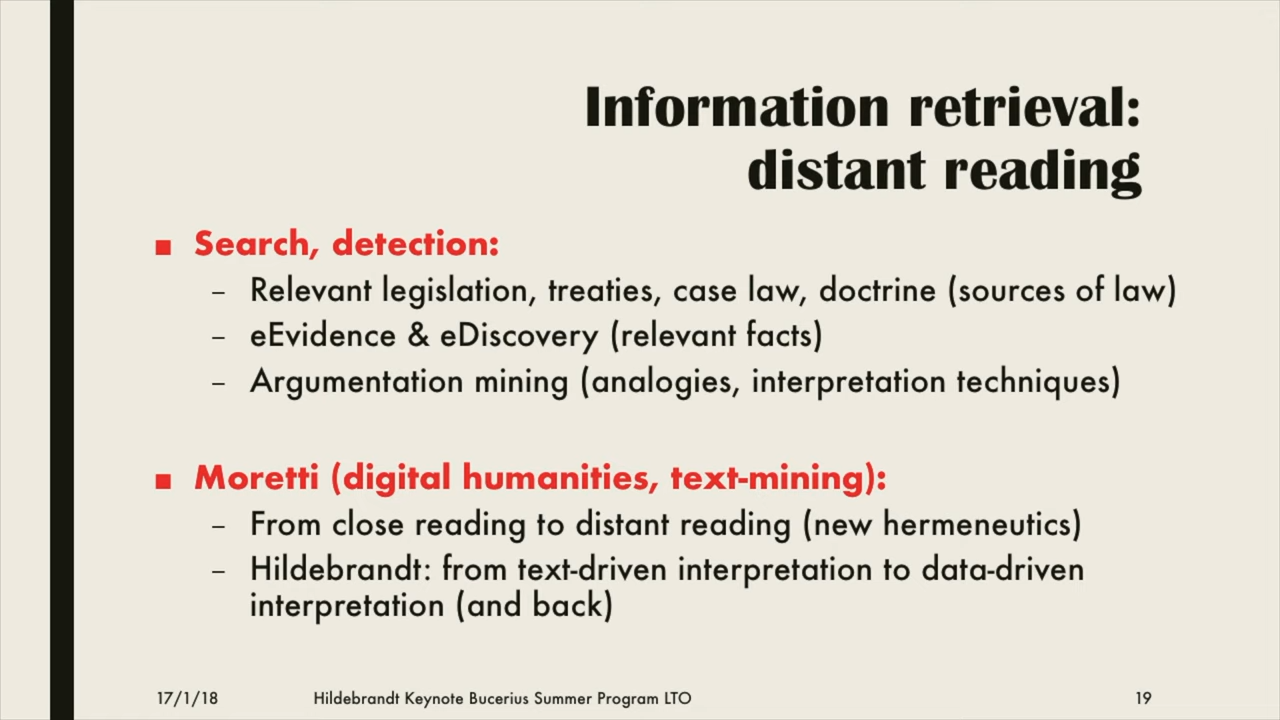 Information retrieval:
distant reading
■ Search, detection:
– Relevant legislation, treaties, case law, doctrine (sources of law)
– eEvidence & eDiscovery (relevant facts)
– Argumentation mining (analogies, interpretation techniques)
■ Moretti (digital humanities, text-mining):
– From close reading to distant reading (new hermeneutics)
– Hildebrandt: from text-driven interpretation to data-driven
interpretation (and back)
17/1/18 Hildebrandt Keynote Bucerius Summer Program LTO 19